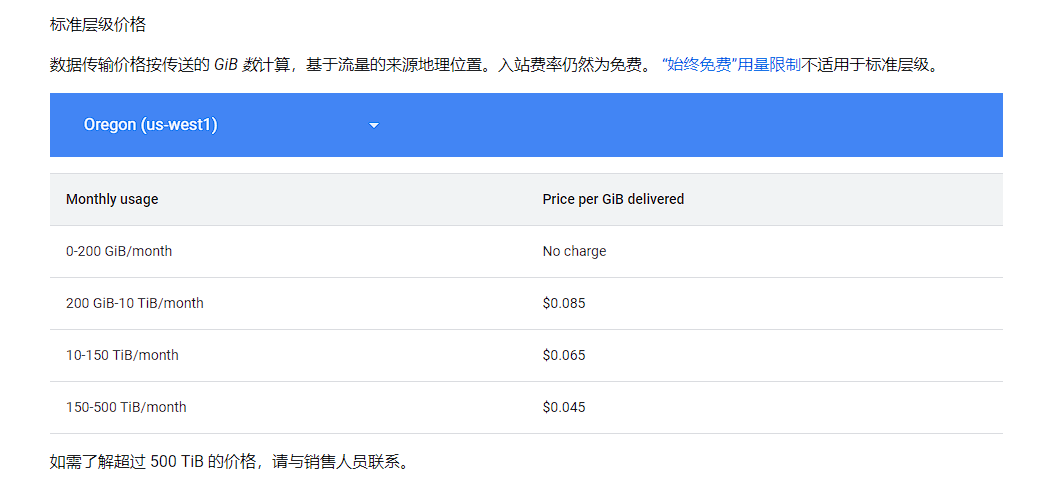 标准层级价格
数据传输价格按传送的 GiB 数计算，基于流量的来源地理位置。入站费率仍然为免费。 “始终免费”用量限制不适用于标准层级。
Oregon (us-west1)
Monthly usage Price per GiB delivered
0-200 GiB/month No charge
200 GiB-10 TiB/month $0.085
10-150 TiB/month $0.065
150-500 TiB/month $0.045
如需了解超过 500 TiB 的价格，请与销售人员联系。